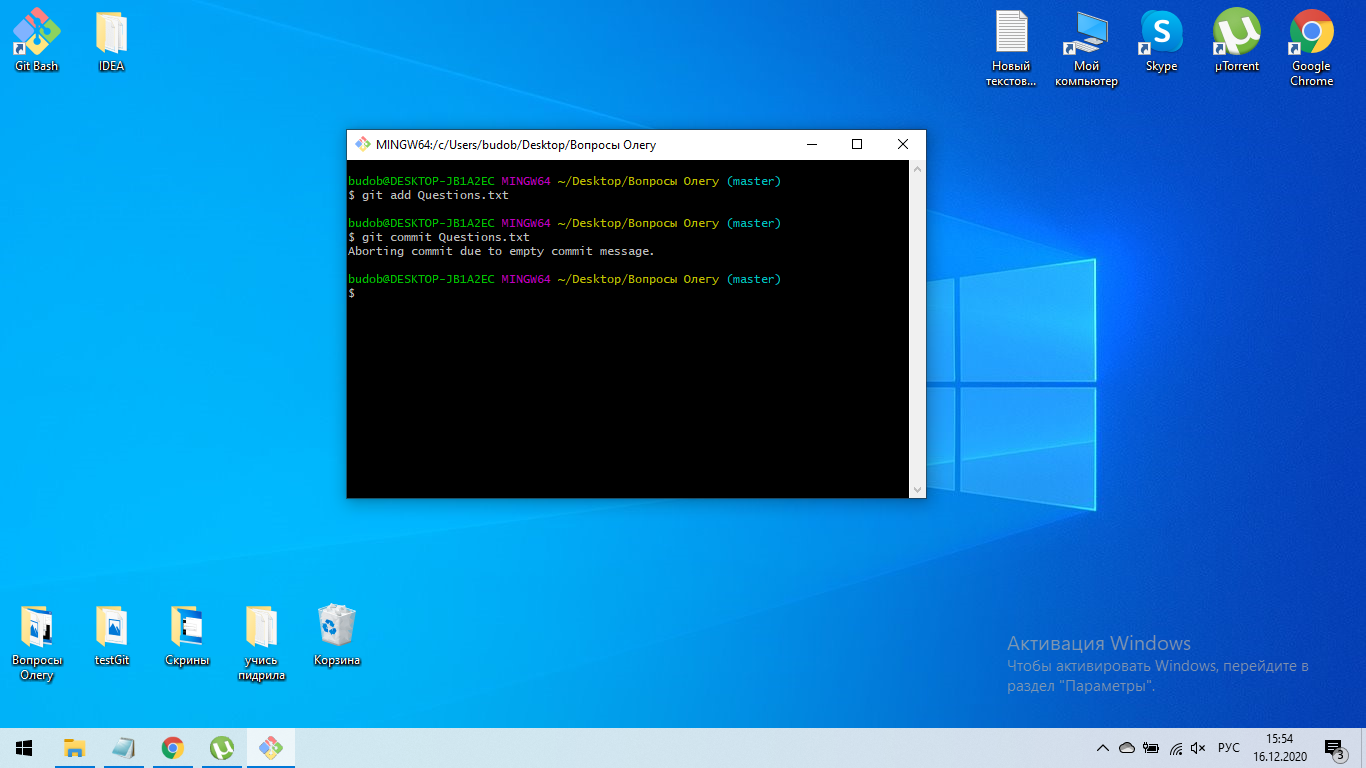 Git Bash
IDEA
Новый
текстов...
Мой
компьютер
Skype
µTorrent
Google
Chrome
MINGW64:/c/Users/budob/Desktop/Вопросы Олегу
budob@DESKTOP-JB1A2EC MINGW64 ~/Desktop/Вопросы Олегу (master)
$ git add Questions.txt
budob@DESKTOP-JB1A2EC MINGW64 ~/Desktop/Вопросы Олегу (master)
$ git commit Questions.txt
Aborting commit due to empty commit message.
budob@DESKTOP-JB1A2EC MINGW64 ~/Desktop/Вопросы Олегу (master)
$
Вопросы
Олегу
testGit
Скрины
учись
пидрила
Корзина
Активация Windows
Чтобы активировать Windows, перейдите в
раздел "Параметры".
РУС
15:54
16.12.2020
3